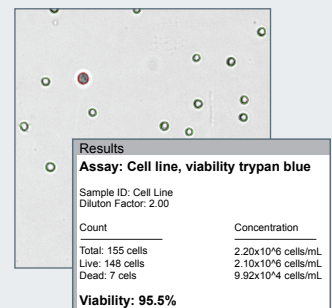 Results
Assay: Cell line, viability trypan blue
Sample ID: Cell Line
Diluton Factor: 2.00
Count Concentration
Total: 155 cells 2.20x10^6 cells/mL
Live: 148 cells 2.10x10^6 cells/mL
Dead: 7 cels 9.92x10^4 cells/mL
Viability: 95.5%